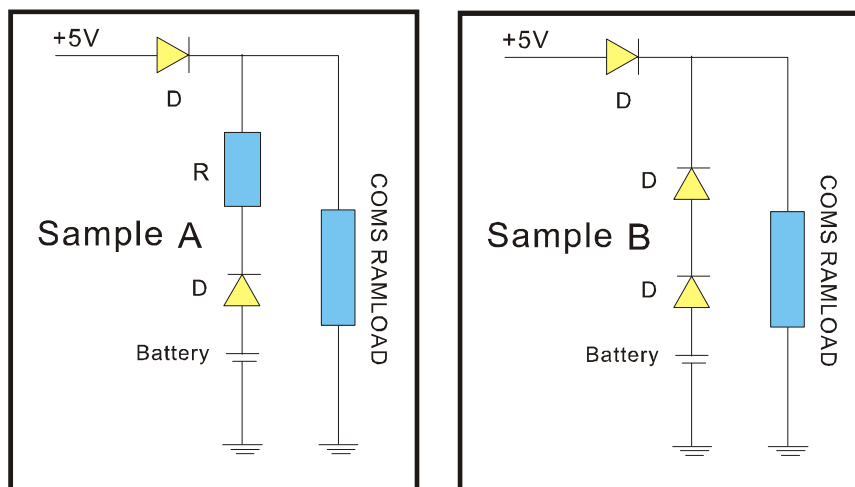 +5V
D
R
Sample A
D
Battery
COMS RAMLOAD
+5V
D
D
Sample B
D
Battery
COMS RAMLOAD